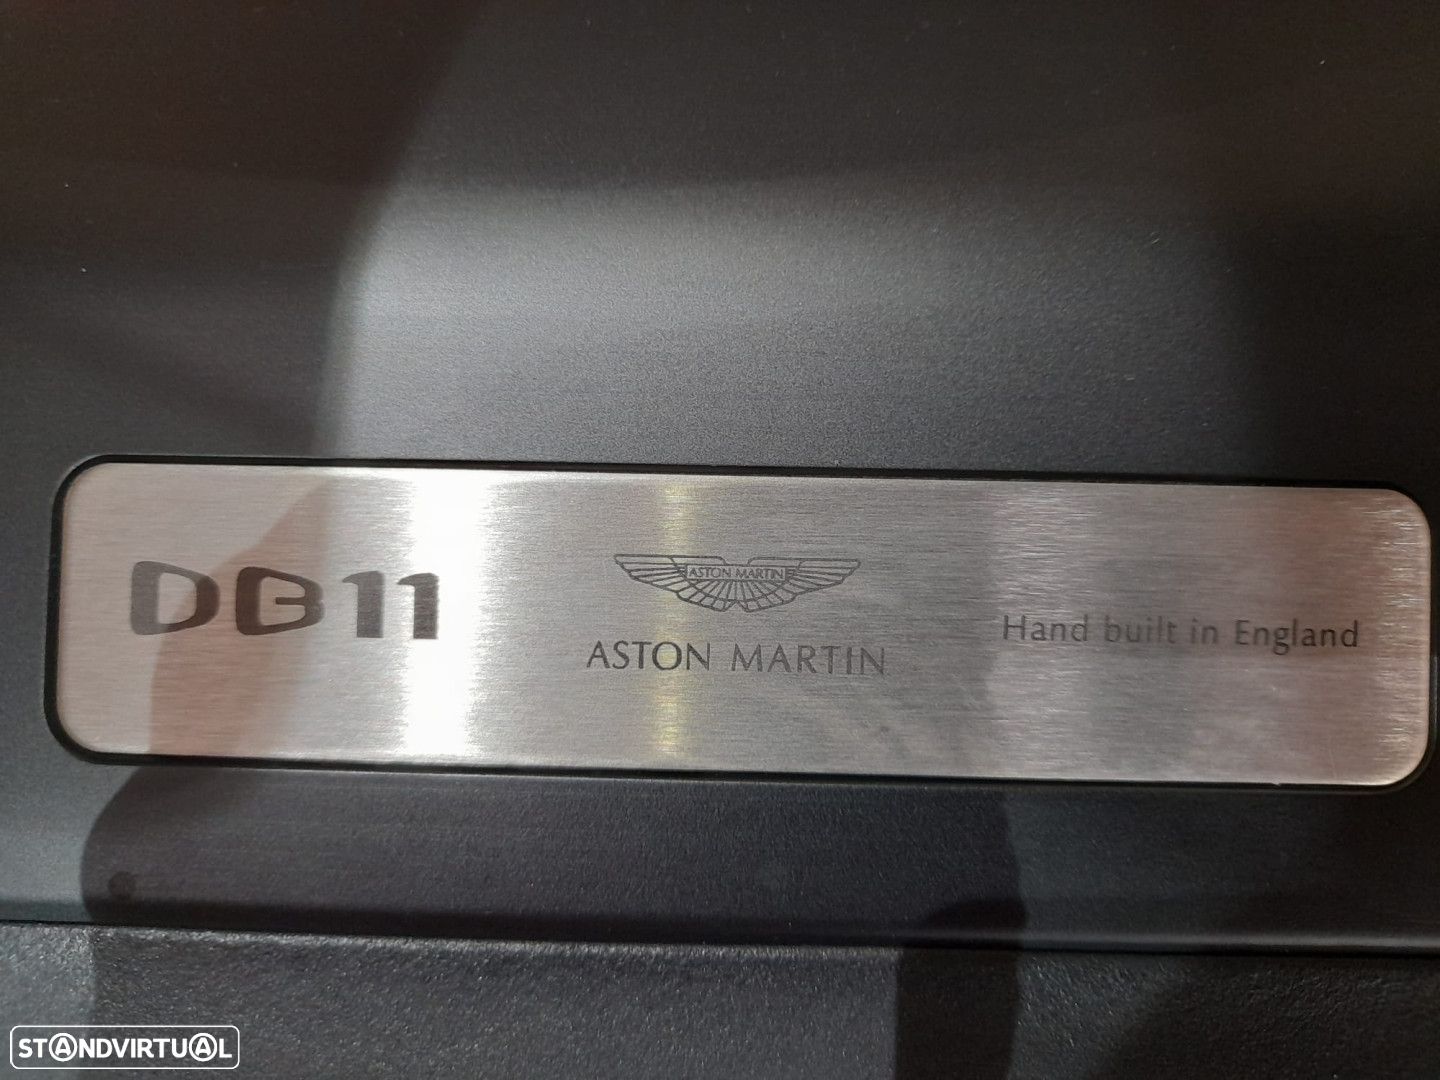 DB11
ASTON MARTIN
ASTON MARTIN
Hand built in England
STANDVIRTUAL